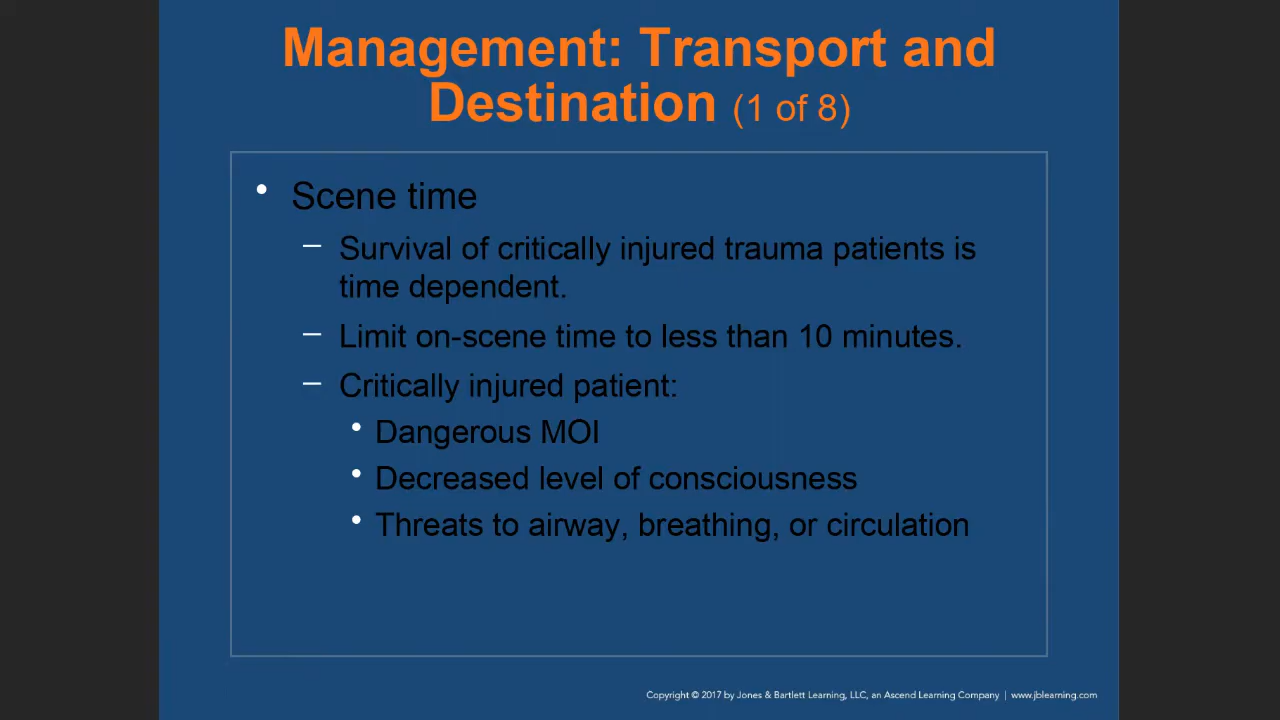 Management: Transport and
Destination (1 of 8)
• Scene time
– Survival of critically injured trauma patients is
time dependent.
– Limit on-scene time to less than 10 minutes.
– Critically injured patient:
• Dangerous MOI
• Decreased level of consciousness
• Threats to airway, breathing, or circulation
Copyright © 2017 by Jones & Bartlett Learning, LLC, an Ascend Learning Company | www.jblearning.com